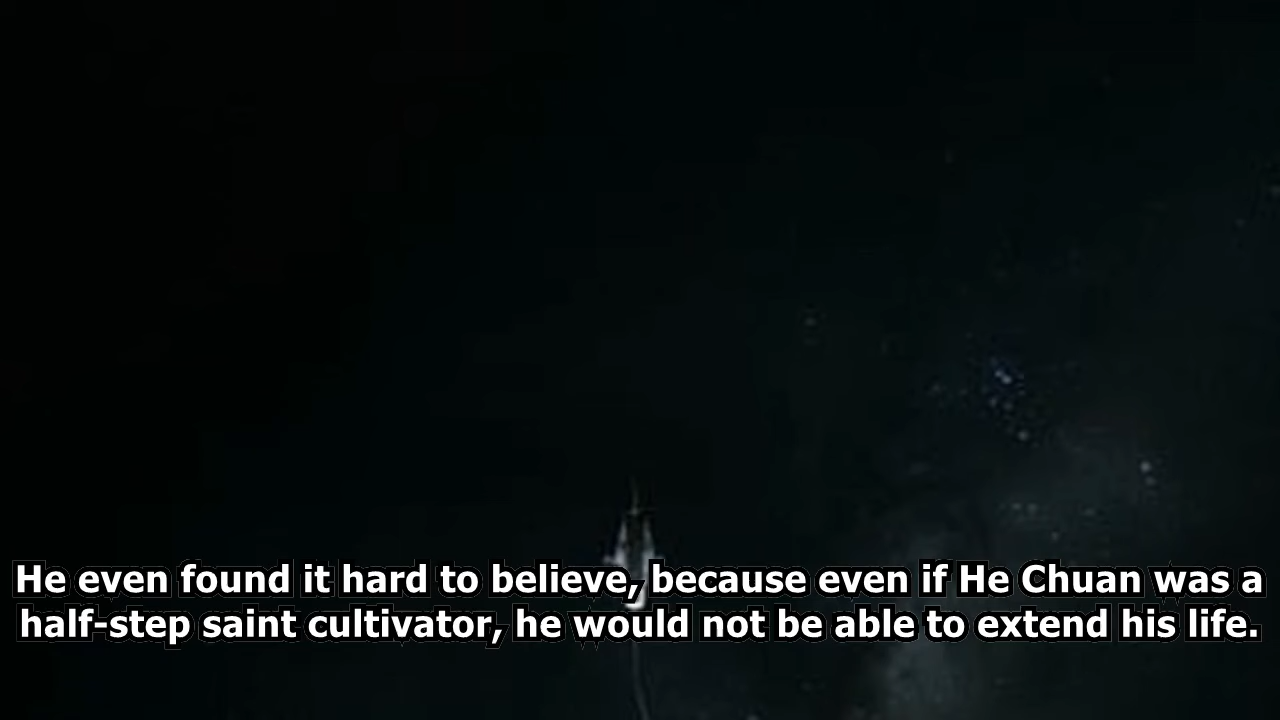 He even found it hard to believe, because even if He Chuan was a
half-step saint cultivator, he would not be able to extend his life.